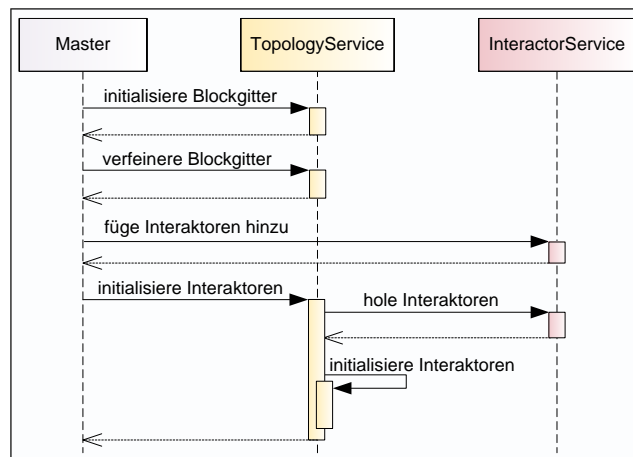 Master
TopologyService
InteractorService
initialisiere Blockgitter
verfeinere Blockgitter
füge Interaktoren hinzu
initialisiere Interaktoren
hole Interaktoren
initialisiere Interaktoren